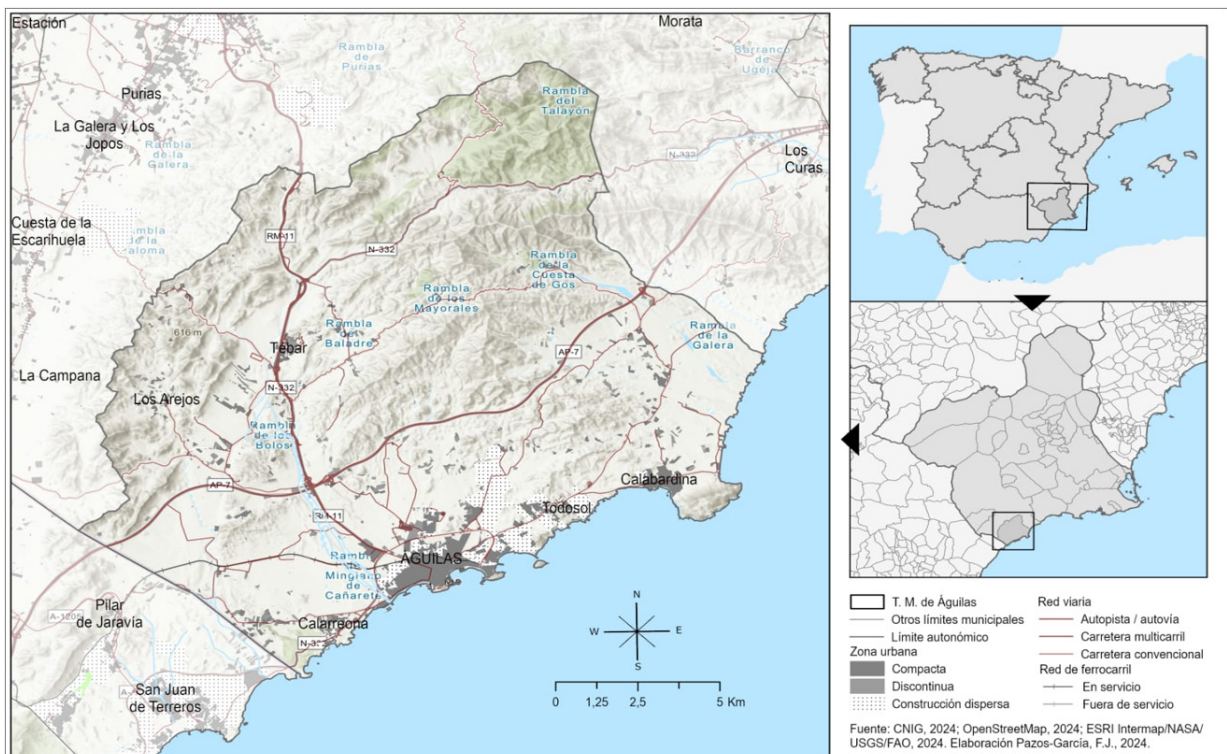 Estación
Morata
Rambla
de
Purias
Barranco
de
Ugéjar
Purias
La Galera y Los
Jopos
Rambla
del
Talayón
Rambla
de la
Galera
N-332
Los
Curas
Cuesta de la
Escarihuela
Rambla
de la
Paloma
RM-11
N-332
Rambla
de la
Cuesta
de Gos
Rambla
de los
Mayorales
616 m
Rambla
del
Baladre
Rambla
de la
Galera
Tébar
AP-7
La Campana
N-332
Los Arejos
Rambla
de los
Bolos
AP-7
Calabardina
RM-11
Todosol
ÁGUILAS
Rambla
de
Minglano
de
Cañarete
Pilar
de Jaravía
A-1205
Calarreona
N-332
San Juan
de Terreros
N
W
E
S
0 1,25 2,5 5 Km
T. M. de Águilas
Otros límites municipales
Límite autonómico
Zona urbana
Compacta
Discontinua
Construcción dispersa
Red viaria
Autopista / autovía
Carretera multicarril
Carretera convencional
Red de ferrocarril
En servicio
Fuera de servicio
Fuente: CNIG, 2024; OpenStreetMap, 2024; ESRI Intermap/NASA/
USGS/FAO, 2024. Elaboración Pazos-García, F.J., 2024.